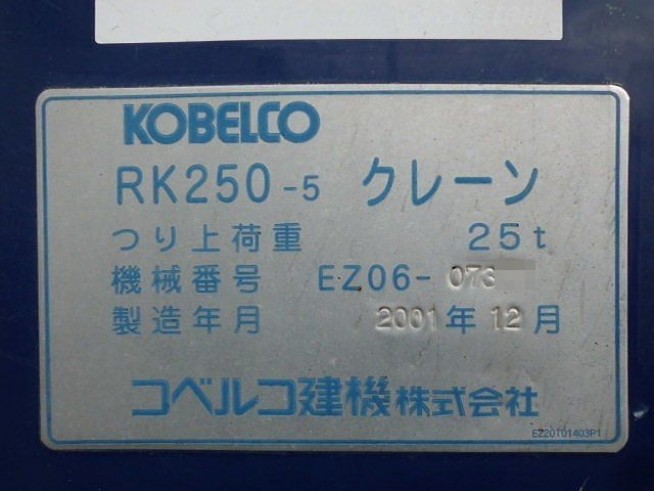 KOBELCO
RK250-5 クレーン
つり上荷重 25t
機械番号 EZ06-073
製造年月 2001年12月
コベルコ建機株式会社
EZ20T01403P1